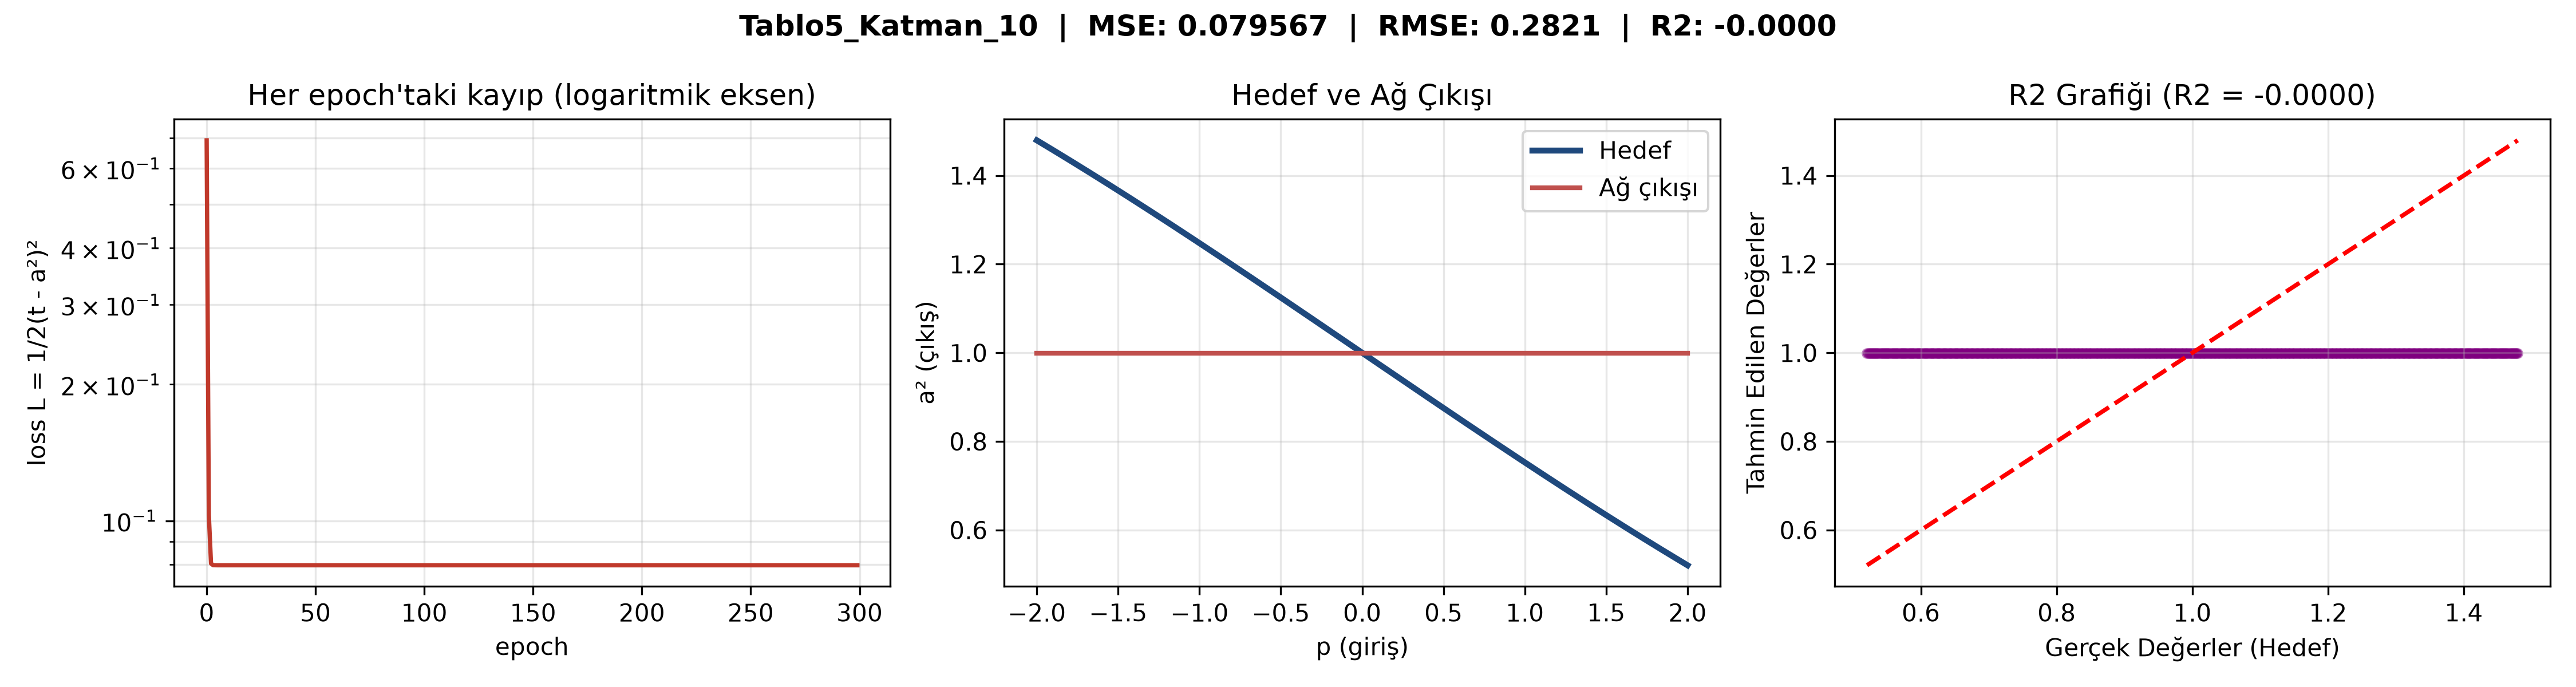 Tablo5_Katman_10 | MSE: 0.079567 | RMSE: 0.2821 | R2: -0.0000
Her epoch'taki kayıp (logaritmik eksen)
loss L = 1/2(t - a²)²
6 × 10⁻¹
4 × 10⁻¹
3 × 10⁻¹
2 × 10⁻¹
10⁻¹
0 50 100 150 200 250 300
epoch
Hedef ve Ağ Çıkışı
Hedef
Ağ çıkışı
a² (çıkış)
1.4
1.2
1.0
0.8
0.6
−2.0 −1.5 −1.0 −0.5 0.0 0.5 1.0 1.5 2.0
p (giriş)
R2 Grafiği (R2 = -0.0000)
Tahmin Edilen Değerler
1.4
1.2
1.0
0.8
0.6
0.6 0.8 1.0 1.2 1.4
Gerçek Değerler (Hedef)